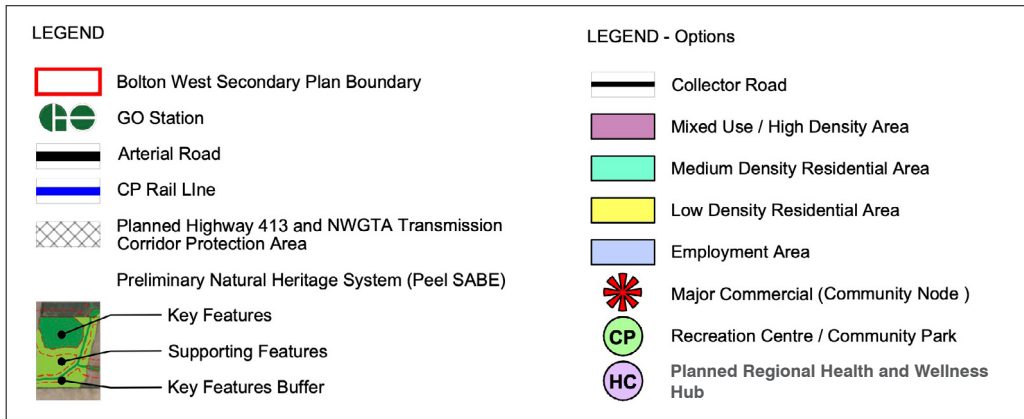 LEGEND
Bolton West Secondary Plan Boundary
GO
GO Station
Arterial Road
CP Rail LIne
Planned Highway 413 and NWGTA Transmission
Corridor Protection Area
Preliminary Natural Heritage System (Peel SABE)
Key Features
Supporting Features
Key Features Buffer
LEGEND - Options
Collector Road
Mixed Use / High Density Area
Medium Density Residential Area
Low Density Residential Area
Employment Area
Major Commercial (Community Node )
CP
Recreation Centre / Community Park
HC
Planned Regional Health and Wellness
Hub